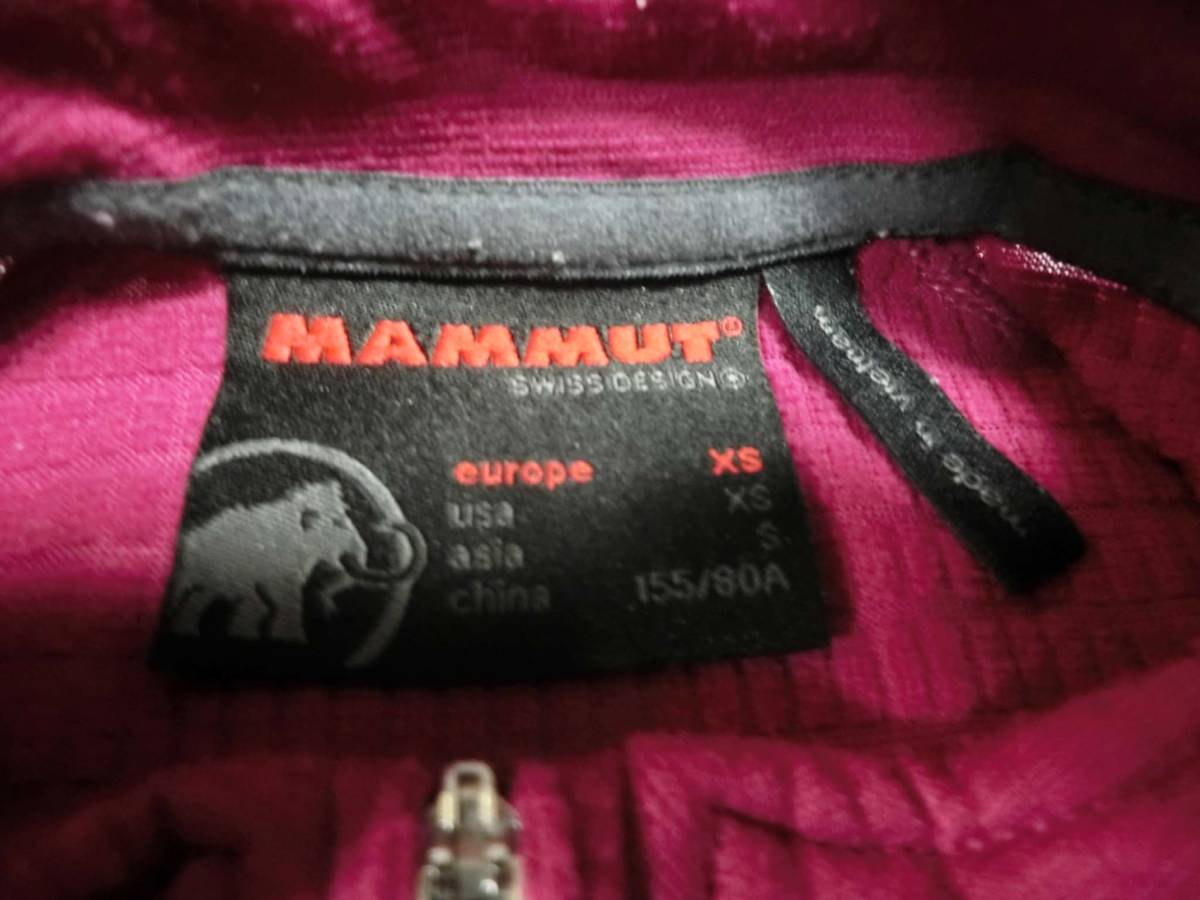 MAMMUT®
SWISS DESIGN
europe XS
usa XS
asia S
china 155/80A
made in vietnam